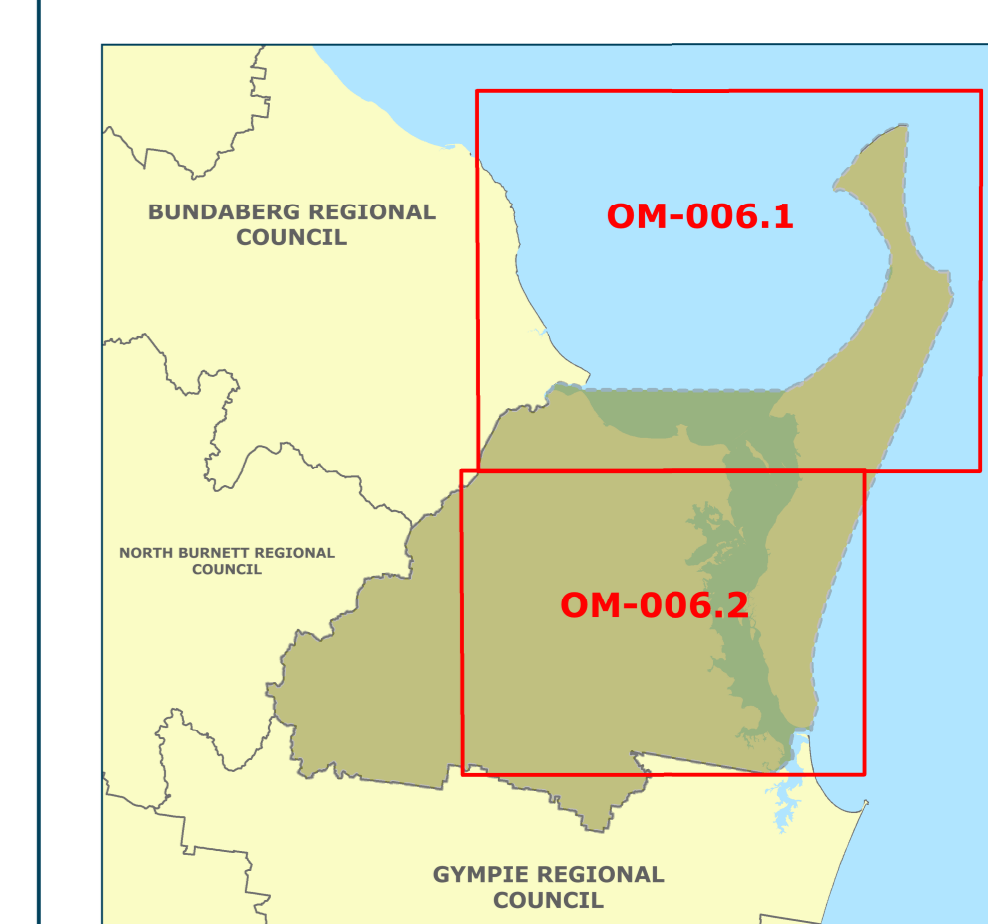 BUNDABERG REGIONAL
COUNCIL
OM-006.1
NORTH BURNETT REGIONAL
COUNCIL
OM-006.2
GYMPIE REGIONAL
COUNCIL